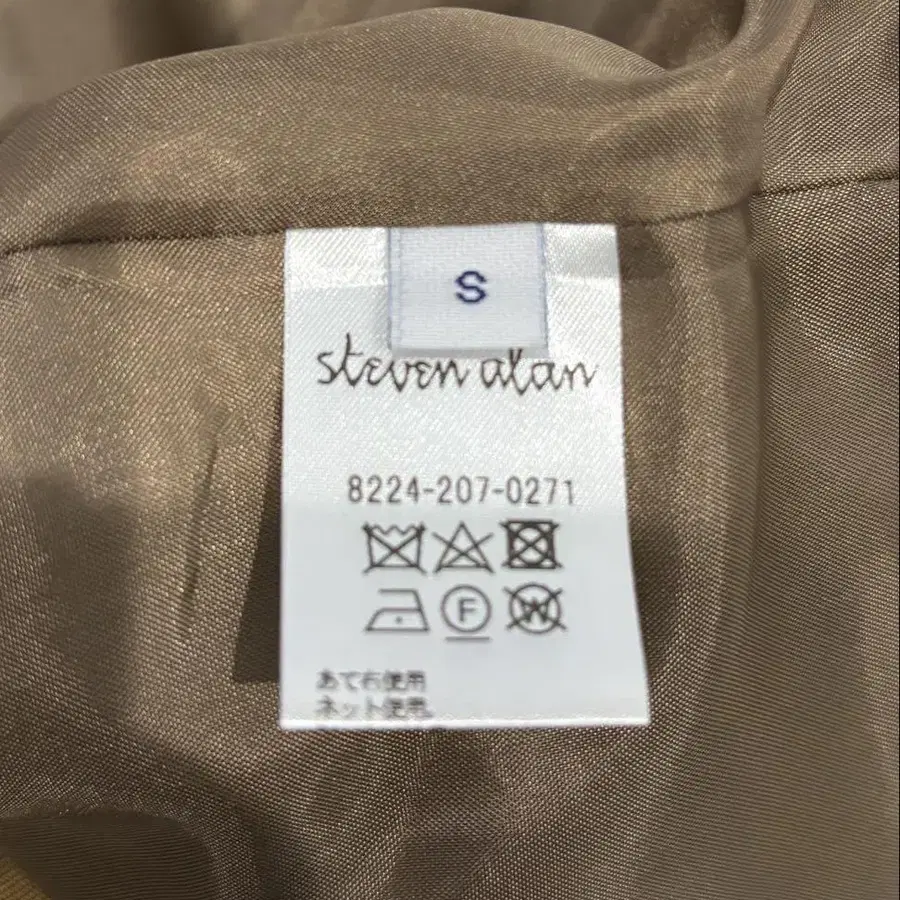 S
steven alan
8224-207-0271
F
W
あて布使用
ネット使用.